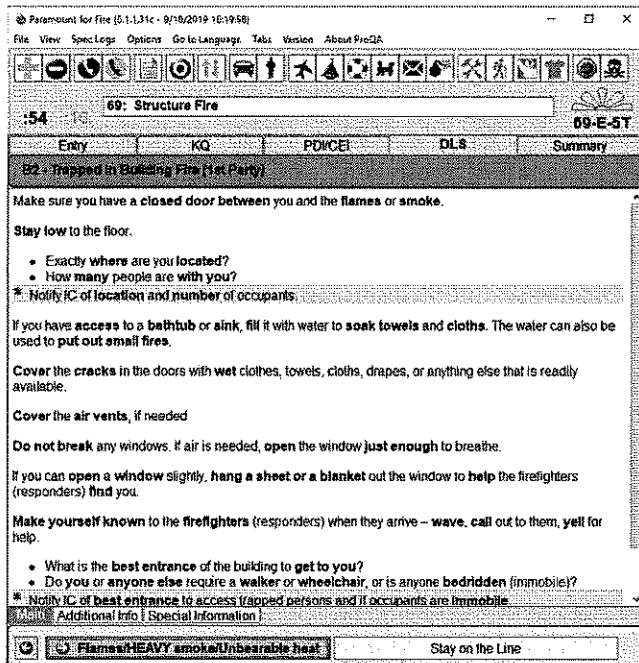 Paramount for Fire (6.1.1.31c - 9/16/2019 10:19:58)
File View Spec Logs Options Go to Language Tabs Version About ProQA
:54
69: Structure Fire
69-E-5T
Entry KQ PDI/CEI DLS Summary
B2 - Trapped in Building Fire (1st Party)
Make sure you have a closed door between you and the flames or smoke.
Stay low to the floor.
• Exactly where are you located?
• How many people are with you?
* Notify IC of location and number of occupants.
If you have access to a bathtub or sink, fill it with water to soak towels and cloths. The water can also be
used to put out small fires.
Cover the cracks in the doors with wet clothes, towels, cloths, drapes, or anything else that is readily
available.
Cover the air vents, if needed
Do not break any windows. If air is needed, open the window just enough to breathe.
If you can open a window slightly, hang a sheet or a blanket out the window to help the firefighters
(responders) find you.
Make yourself known to the firefighters (responders) when they arrive – wave, call out to them, yell for
help.
• What is the best entrance of the building to get to you?
• Do you or anyone else require a walker or wheelchair, or is anyone bedridden (immobile)?
* Notify IC of best entrance to access trapped persons and if occupants are immobile.
Main Additional Info Special Information
Flames/HEAVY smoke/Unbearable heat Stay on the Line